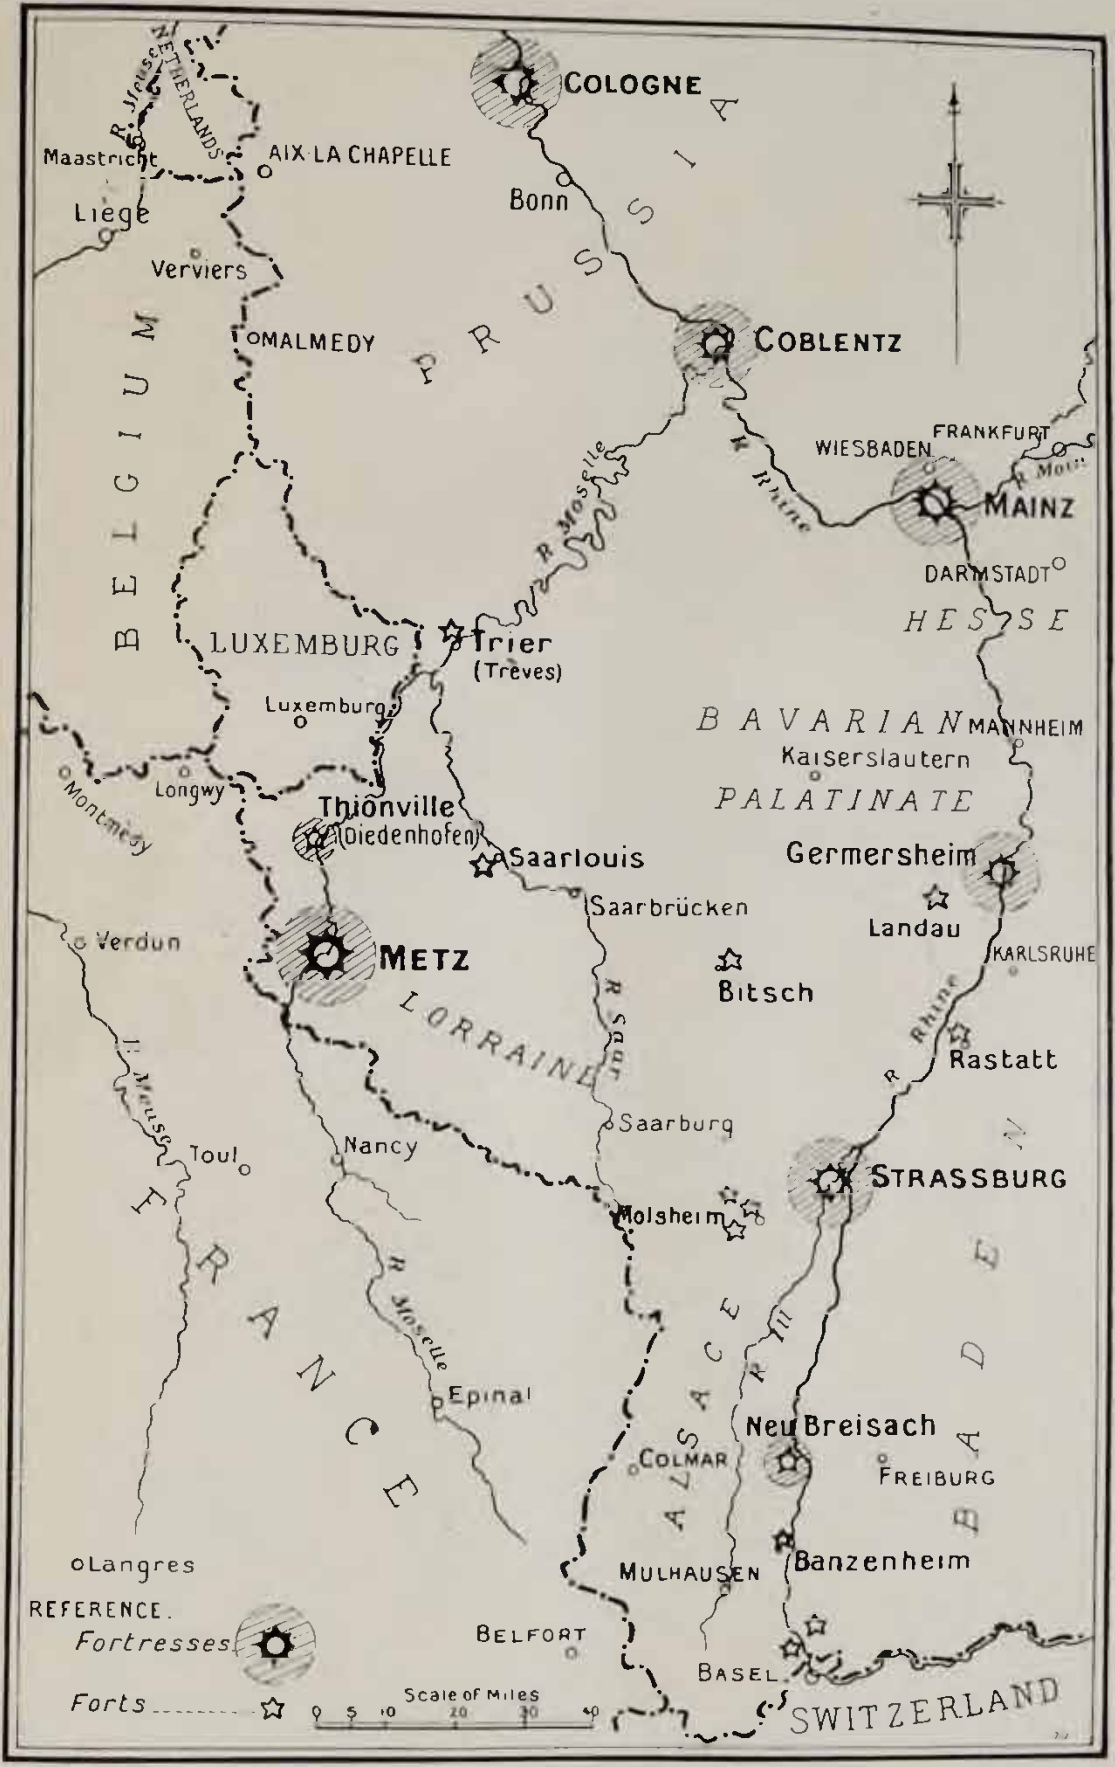 NETHERLANDS
R. Meuse
COLOGNE
Maastricht
AIX-LA CHAPELLE
Bonn
Liege
Verviers
PRUSSIA
MALMEDY
COBLENTZ
BELGIUM
R Moselle
R Rhine
WIESBADEN
FRANKFURT
MAINZ
DARMSTADT
HESSE
LUXEMBURG
Trier
(Treves)
Luxemburg
BAVARIAN
MANNHEIM
Kaiserslautern
PALATINATE
Montmedy
Longwy
Thionville
(Diedenhofen)
Saarlouis
Germersheim
Saarbrücken
Landau
Verdun
METZ
Bitsch
KARLSRUHE
LORRAINE
R Saar
R Rhine
Rastatt
R. Meuse
Toul
Nancy
Saarburg
STRASSBURG
Molsheim
FRANCE
R Moselle
ALSACE
R Ill
BADEN
Epinal
Neu Breisach
COLMAR
FREIBURG
Langres
MULHAUSEN
Banzenheim
REFERENCE.
Fortresses
BELFORT
BASEL
Forts
Scale of Miles
0 5 10 20 30 40
SWITZERLAND